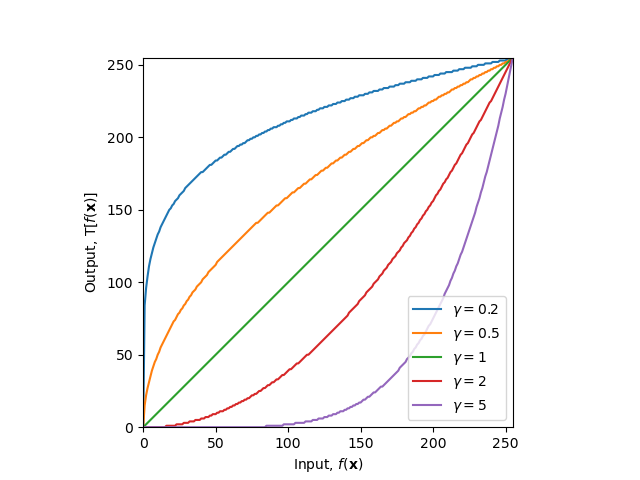 250
200
150
100
50
0
Output, T[f(x)]
0 50 100 150 200 250
Input, f(x)
γ = 0.2
γ = 0.5
γ = 1
γ = 2
γ = 5